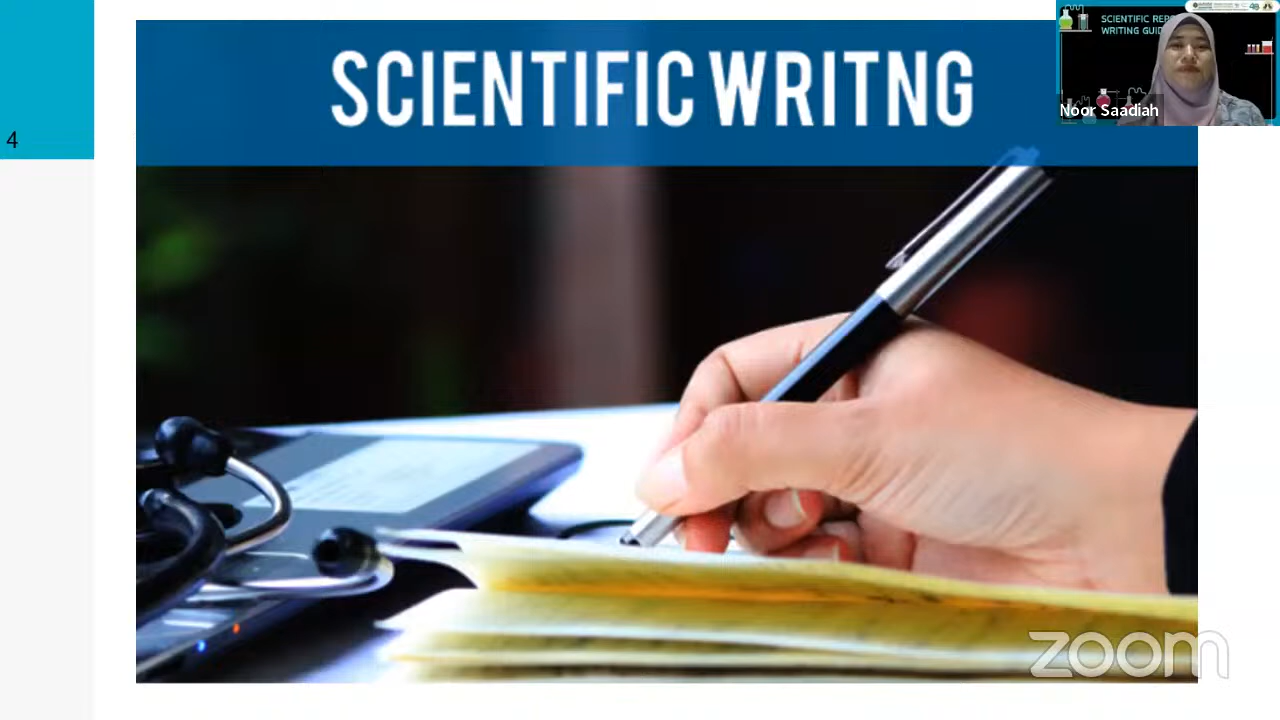 SCIENTIFIC WRITNG
4
SCIENTIFIC REP
WRITING GUID
Noor Saadiah
zoom